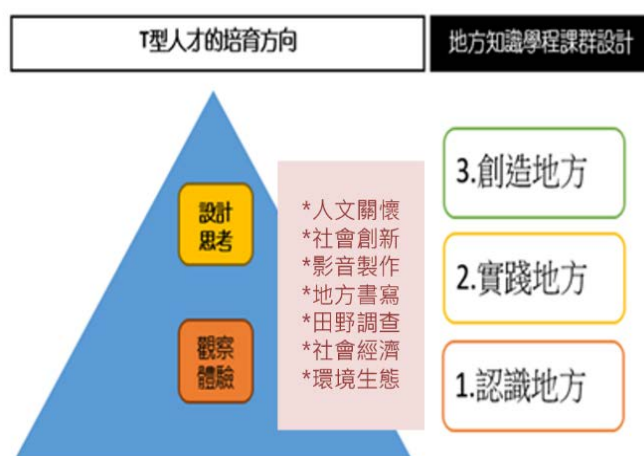 T型人才的培育方向
地方知識學程課群設計
設計
思考
觀察
體驗
*人文關懷
*社會創新
*影音製作
*地方書寫
*田野調查
*社會經濟
*環境生態
3.創造地方
2.實踐地方
1.認識地方